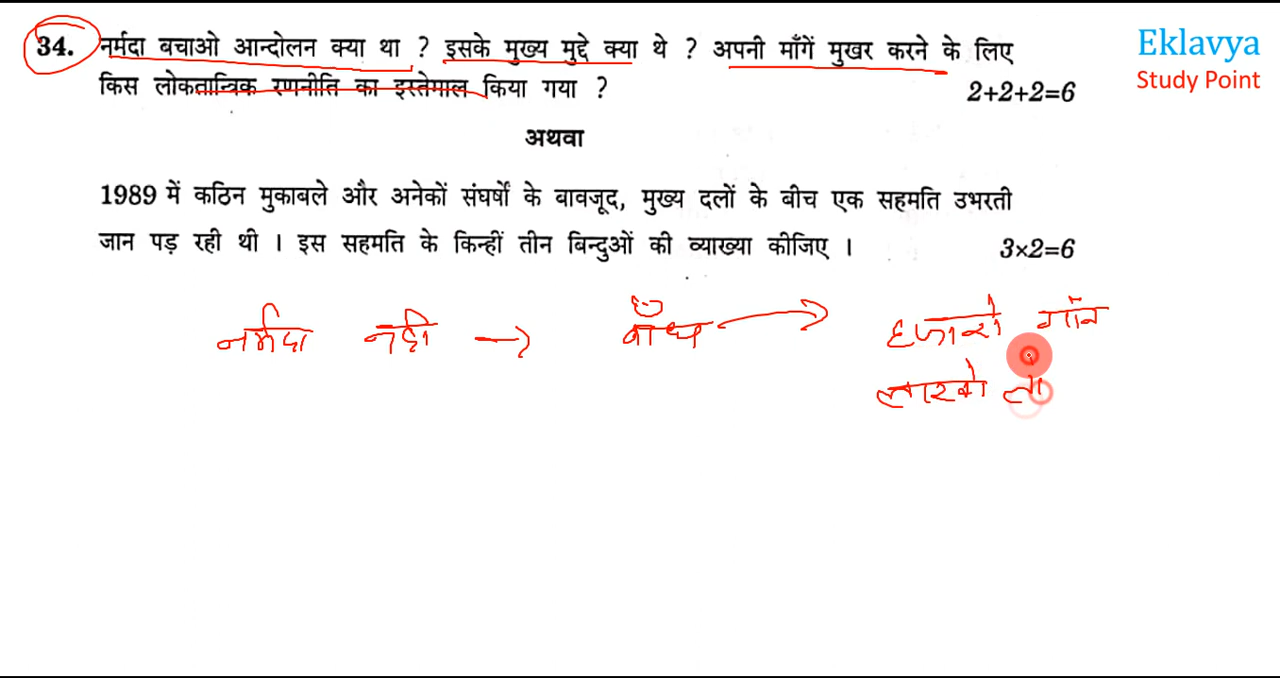 34. नर्मदा बचाओ आन्दोलन क्या था ? इसके मुख्य मुद्दे क्या थे ? अपनी माँगें मुखर करने के लिए
किस लोकतान्त्रिक रणनीति का इस्तेमाल किया गया ? 2+2+2=6
Eklavya
Study Point
अथवा
1989 में कठिन मुकाबले और अनेकों संघर्षों के बावजूद, मुख्य दलों के बीच एक सहमति उभरती
जान पड़ रही थी । इस सहमति के किन्हीं तीन बिन्दुओं की व्याख्या कीजिए । 3×2=6
नर्मदा नदी → बाँध → हजारो गाँव
लाखो लो